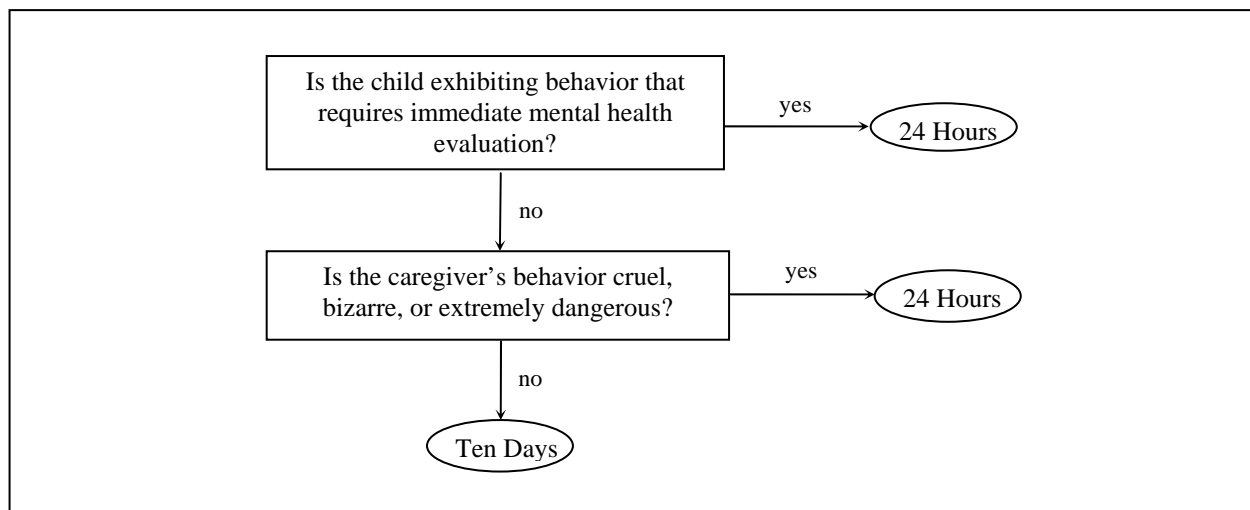 Is the child exhibiting behavior that
requires immediate mental health
evaluation?
yes
24 Hours
no
Is the caregiver’s behavior cruel,
bizarre, or extremely dangerous?
yes
24 Hours
no
Ten Days